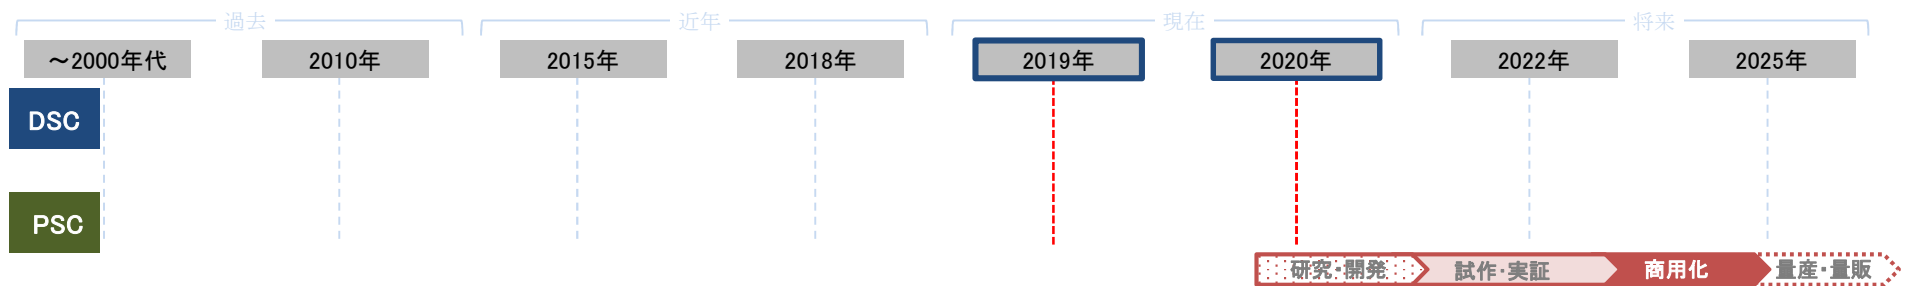 過去 近年 現在 将来
～2000年代 2010年 2015年 2018年 2019年 2020年 2022年 2025年
DSC
PSC
研究・開発 試作・実証 商用化 量産・量販